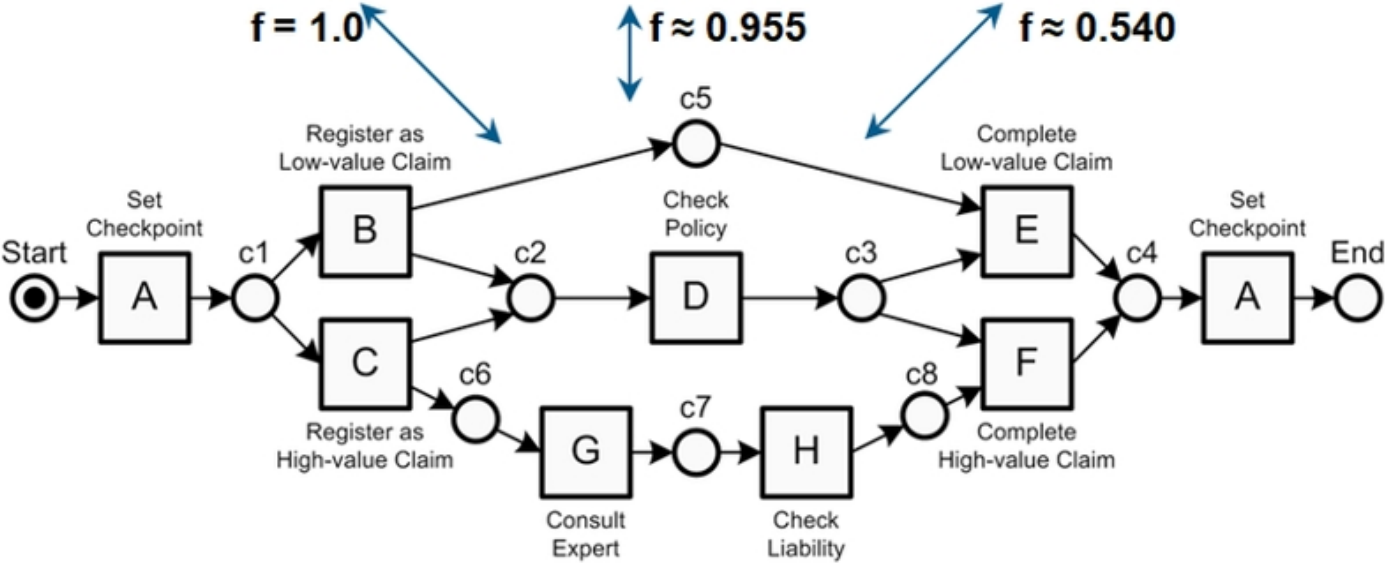 f = 1.0
f ≈ 0.955
f ≈ 0.540
c5
Register as
Low-value Claim
Complete
Low-value Claim
Set
Checkpoint
Check
Policy
Set
Checkpoint
B
E
Start
c1
c2
c3
c4
End
A
D
A
C
F
c6
c7
c8
Register as
High-value Claim
G
H
Complete
High-value Claim
Consult
Expert
Check
Liability